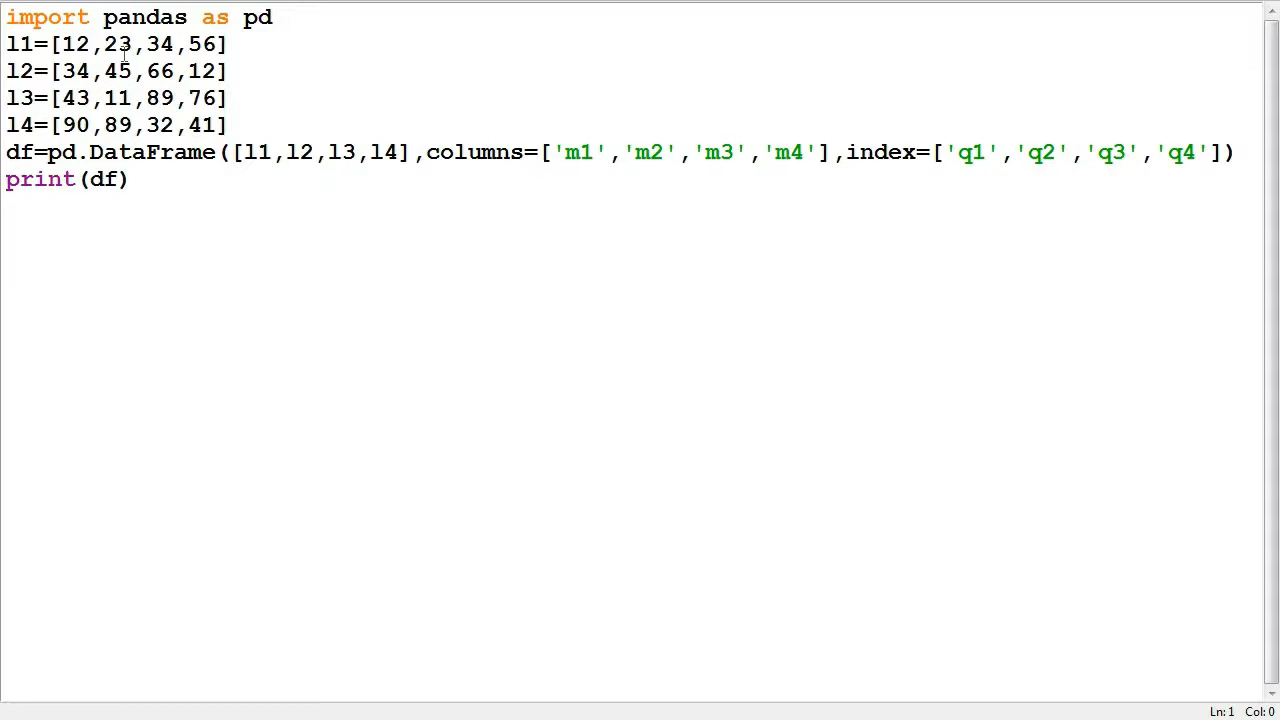 import pandas as pd
l1=[12,23,34,56]
l2=[34,45,66,12]
l3=[43,11,89,76]
l4=[90,89,32,41]
df=pd.DataFrame([l1,l2,l3,l4],columns=['m1','m2','m3','m4'],index=['q1','q2','q3','q4'])
print(df)
Ln: 1 Col: 0